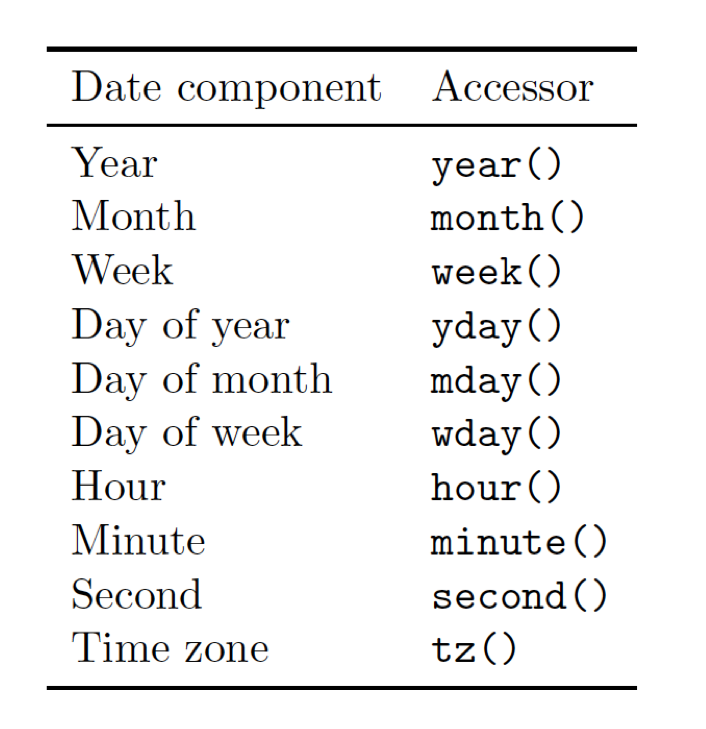 Date component Accessor
Year year()
Month month()
Week week()
Day of year yday()
Day of month mday()
Day of week wday()
Hour hour()
Minute minute()
Second second()
Time zone tz()